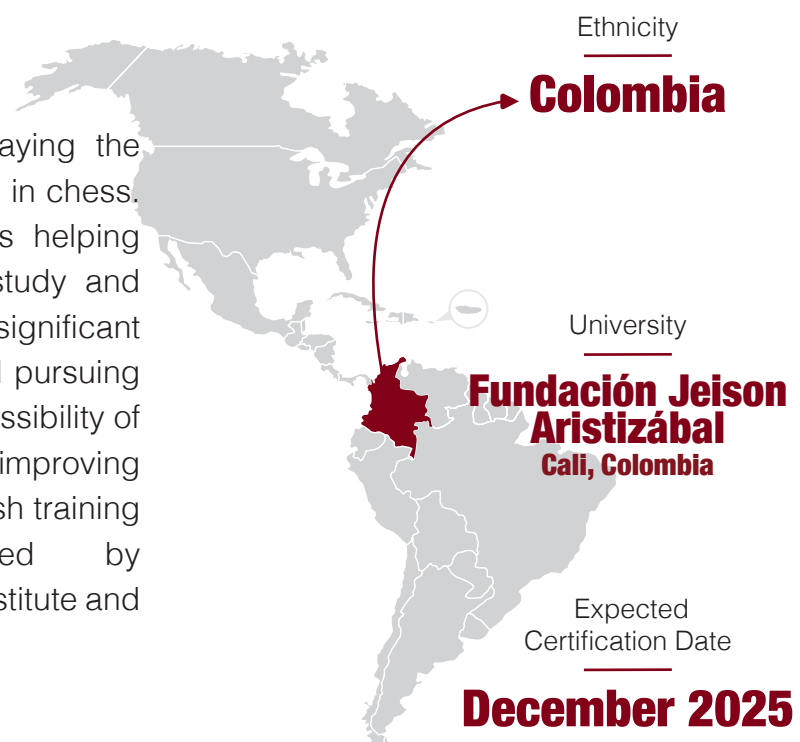 aying the
in chess.
s helping
study and
significant
pursuing
ssibility of
improving
sh training
ed by
stitute and
Ethnicity
Colombia
University
Fundación Jeison
Aristizábal
Cali, Colombia
Expected
Certification Date
December 2025